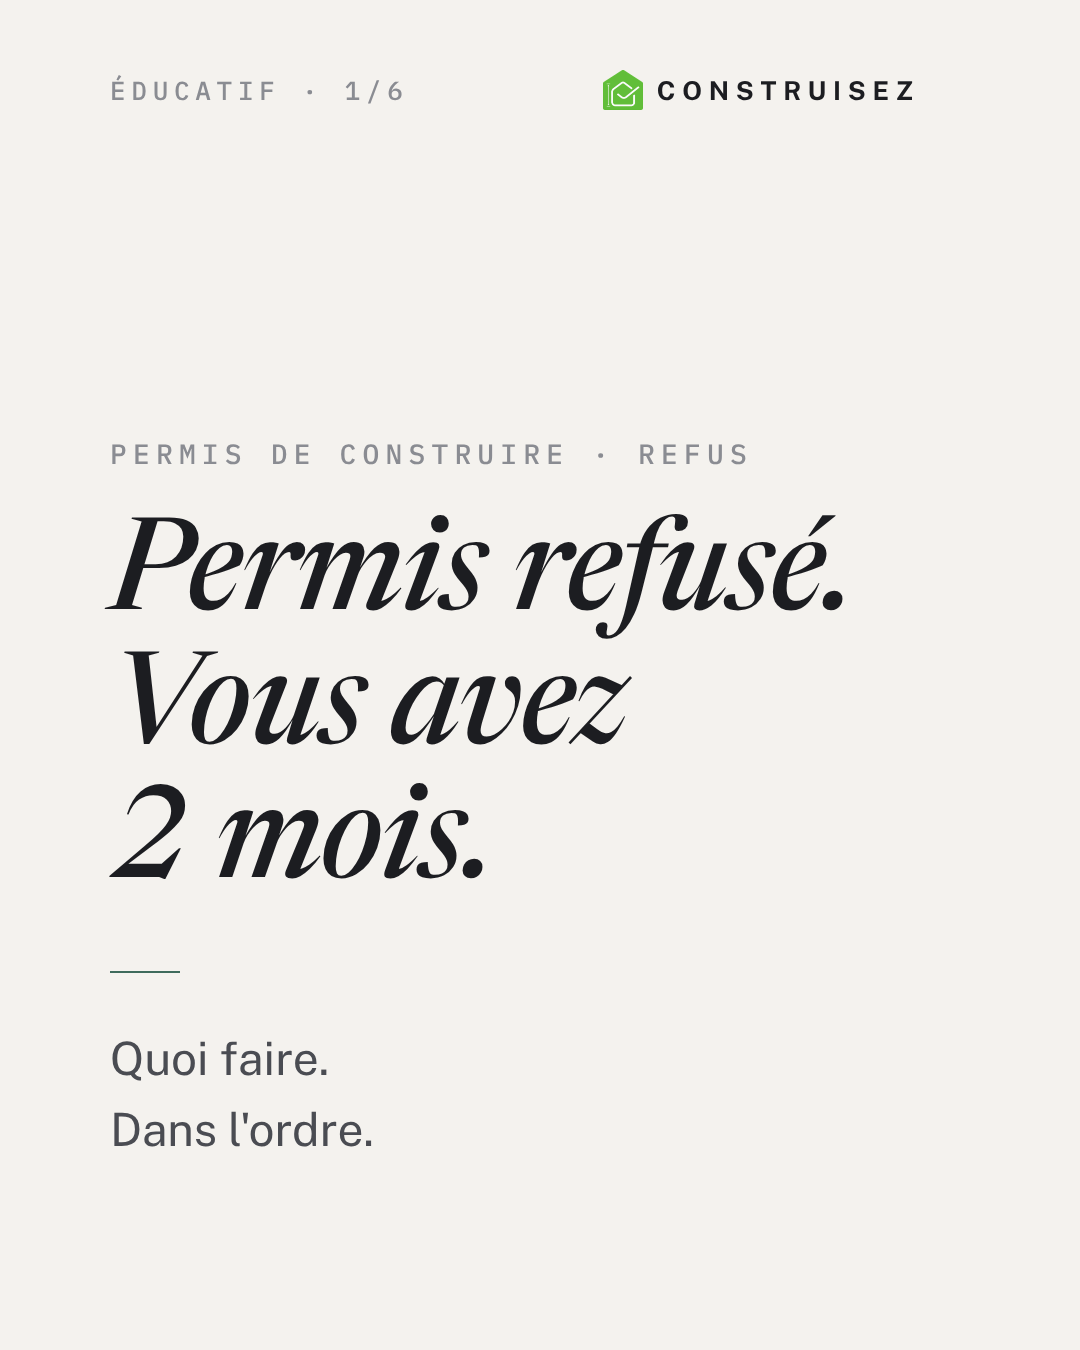 ÉDUCATIF · 1/6
CONSTRUISEZ
PERMIS DE CONSTRUIRE · REFUS
Permis refusé.
Vous avez
2 mois.
Quoi faire.
Dans l'ordre.